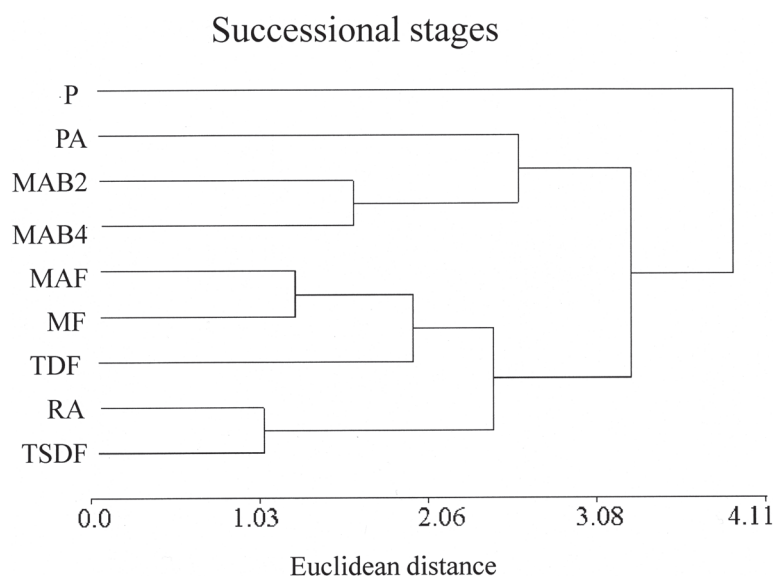 Successional stages
P
PA
MAB2
MAB4
MAF
MF
TDF
RA
TSDF
0.0 1.03 2.06 3.08 4.11
Euclidean distance